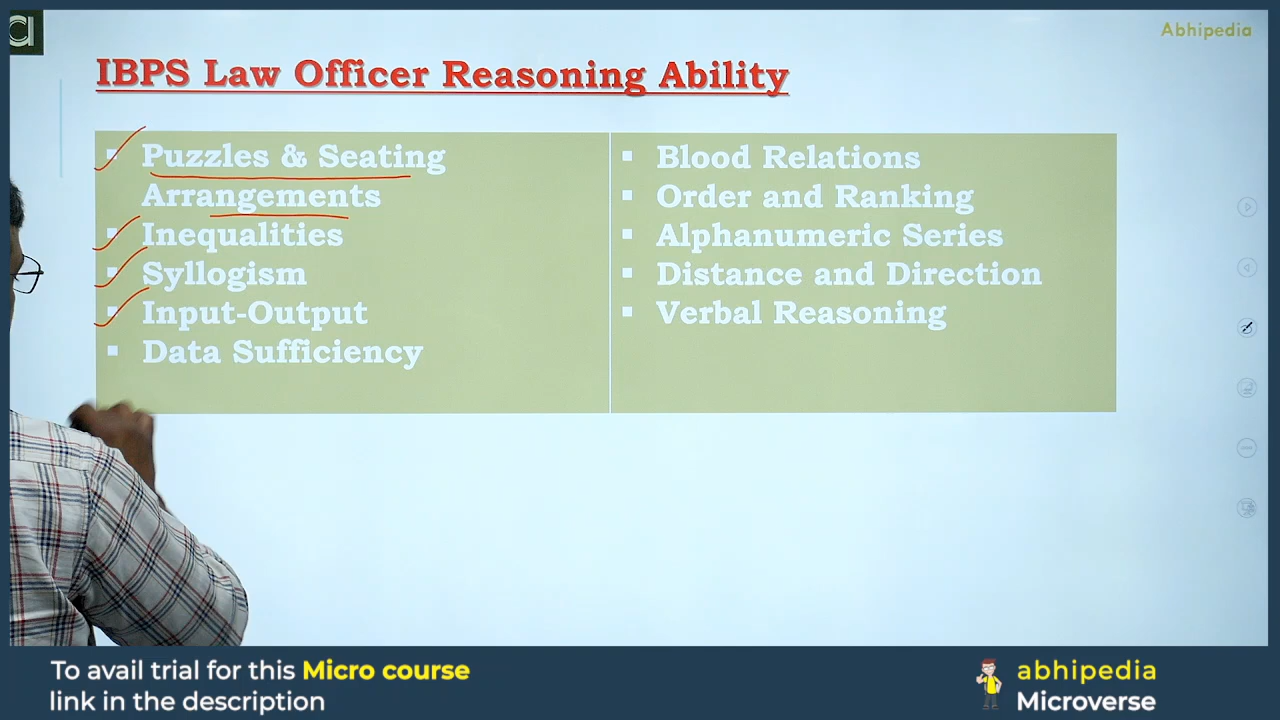 a
Abhipedia
IBPS Law Officer Reasoning Ability
Puzzles & Seating
Arrangements
Inequalities
Syllogism
Input-Output
Data Sufficiency
Blood Relations
Order and Ranking
Alphanumeric Series
Distance and Direction
Verbal Reasoning
To avail trial for this Micro course
link in the description
abhipedia
Microverse